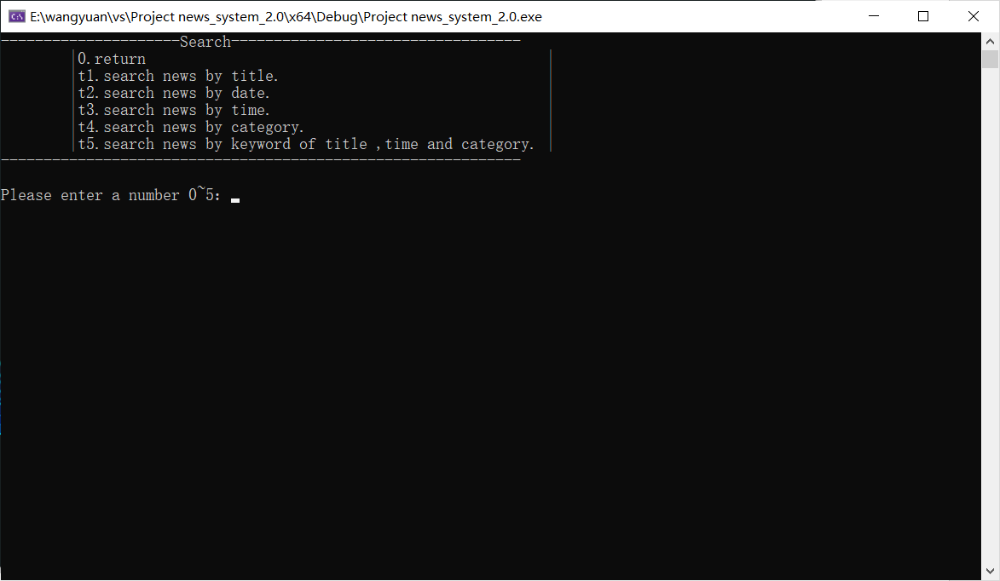 E:\wangyuan\vs\Project news_system_2.0\x64\Debug\Project news_system_2.0.exe
---------------------Search----------------------------------
0.return
t1.search news by title.
t2.search news by date.
t3.search news by time.
t4.search news by category.
t5.search news by keyword of title ,time and category.
-------------------------------------------------------------
Please enter a number 0~5: